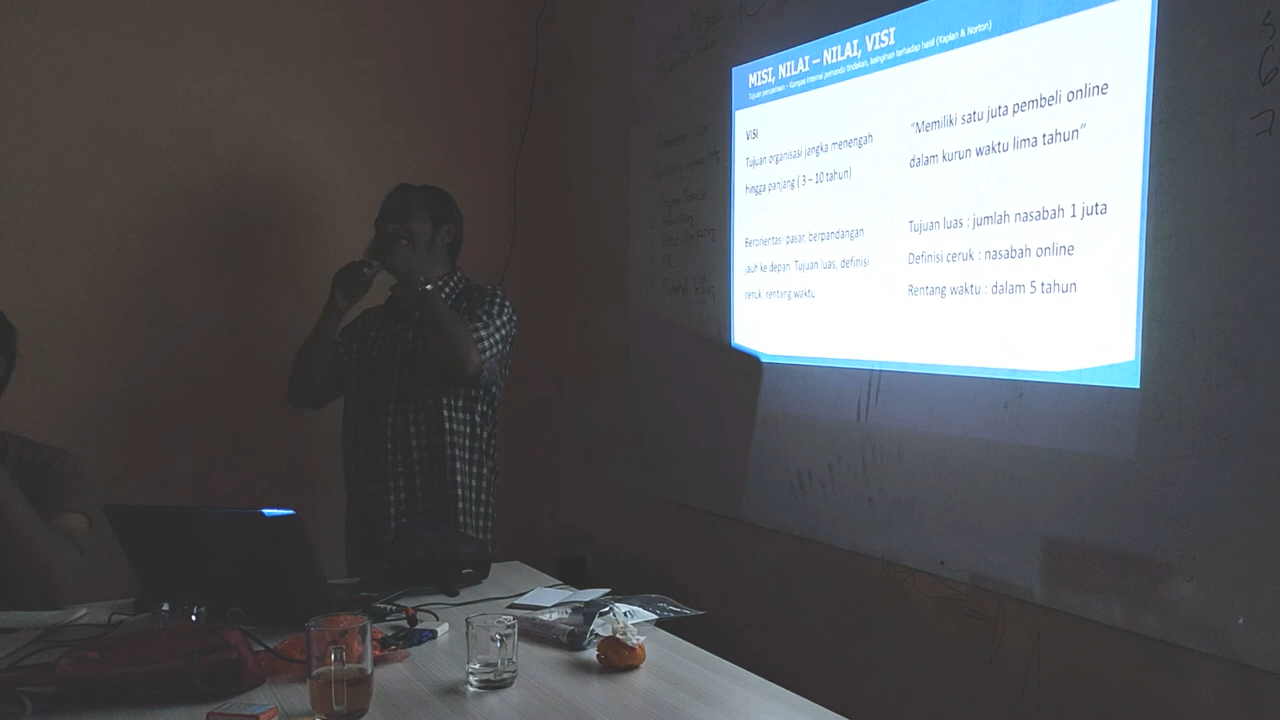 MISI, NILAI – NILAI, VISI
Tujuan perusahaan – Kompas internal pemandu tindakan, keinginan terhadap hasil (Kaplan & Norton)
VISI
Tujuan organisasi jangka menengah
hingga panjang ( 3 – 10 tahun)
Berorientasi pasar, berpandangan
jauh ke depan. Tujuan luas, definisi
ceruk, rentang waktu
“Memiliki satu juta pembeli online
dalam kurun waktu lima tahun”
Tujuan luas : jumlah nasabah 1 juta
Definisi ceruk : nasabah online
Rentang waktu : dalam 5 tahun